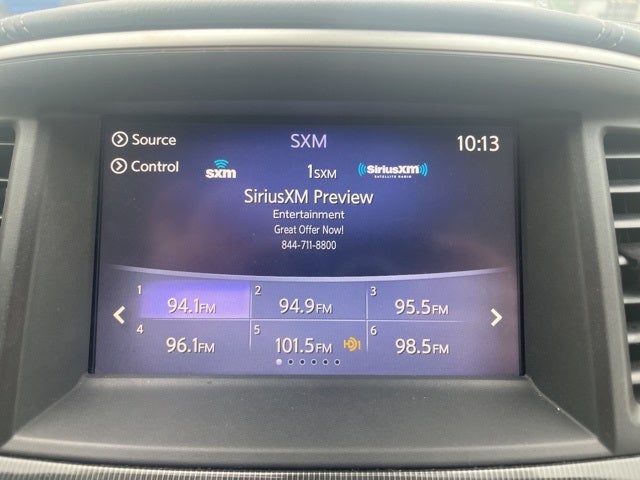 Source SXM 10:13
Control sxm 1SXM SiriusXM
SATELLITE RADIO
SiriusXM Preview
Entertainment
Great Offer Now!
844-711-8800
1 94.1FM 2 94.9FM 3 95.5FM
4 96.1FM 5 101.5FM HD1 6 98.5FM